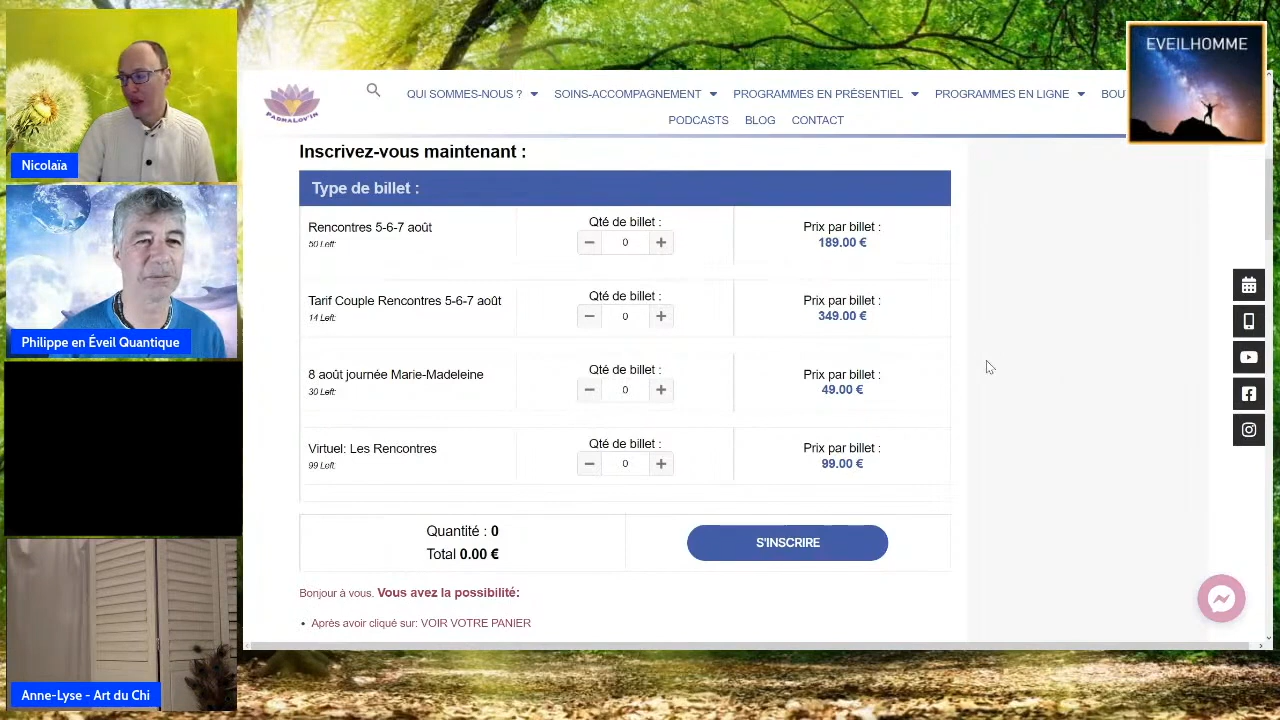 EVEILHOMME
PADMALOV'IN
QUI SOMMES-NOUS ?
SOINS-ACCOMPAGNEMENT
PROGRAMMES EN PRÉSENTIEL
PROGRAMMES EN LIGNE
BOU
PODCASTS
BLOG
CONTACT
Inscrivez-vous maintenant :
Type de billet :
Rencontres 5-6-7 août
50 Left:
Qté de billet :
0
Prix par billet :
189.00 €
Tarif Couple Rencontres 5-6-7 août
14 Left:
Qté de billet :
0
Prix par billet :
349.00 €
8 août journée Marie-Madeleine
30 Left:
Qté de billet :
0
Prix par billet :
49.00 €
Virtuel: Les Rencontres
99 Left:
Qté de billet :
0
Prix par billet :
99.00 €
Quantité : 0
Total 0.00 €
S'INSCRIRE
Bonjour à vous. Vous avez la possibilité:
• Après avoir cliqué sur: VOIR VOTRE PANIER
Nicolaïa
Philippe en Éveil Quantique
Anne-Lyse - Art du Chi